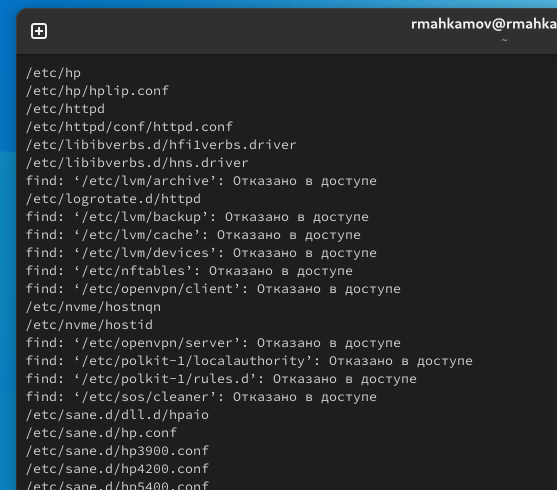 rmahkamov@rmahka
~
/etc/hp
/etc/hp/hplip.conf
/etc/httpd
/etc/httpd/conf/httpd.conf
/etc/libibverbs.d/hfi1verbs.driver
/etc/libibverbs.d/hns.driver
find: ‘/etc/lvm/archive’: Отказано в доступе
/etc/logrotate.d/httpd
find: ‘/etc/lvm/backup’: Отказано в доступе
find: ‘/etc/lvm/cache’: Отказано в доступе
find: ‘/etc/lvm/devices’: Отказано в доступе
find: ‘/etc/nftables’: Отказано в доступе
find: ‘/etc/openvpn/client’: Отказано в доступе
/etc/nvme/hostnqn
/etc/nvme/hostid
find: ‘/etc/openvpn/server’: Отказано в доступе
find: ‘/etc/polkit-1/localauthority’: Отказано в доступе
find: ‘/etc/polkit-1/rules.d’: Отказано в доступе
find: ‘/etc/sos/cleaner’: Отказано в доступе
/etc/sane.d/dll.d/hpaio
/etc/sane.d/hp.conf
/etc/sane.d/hp3900.conf
/etc/sane.d/hp4200.conf
/etc/sane.d/hp5400.conf